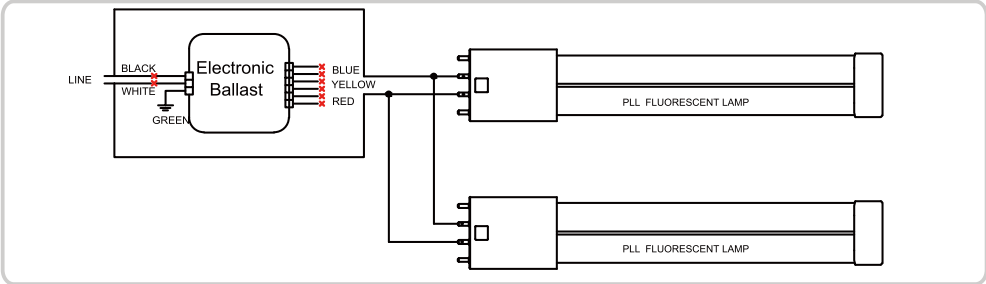 LINE
BLACK
WHITE
GREEN
Electronic
Ballast
BLUE
YELLOW
RED
PLL FLUORESCENT LAMP
PLL FLUORESCENT LAMP